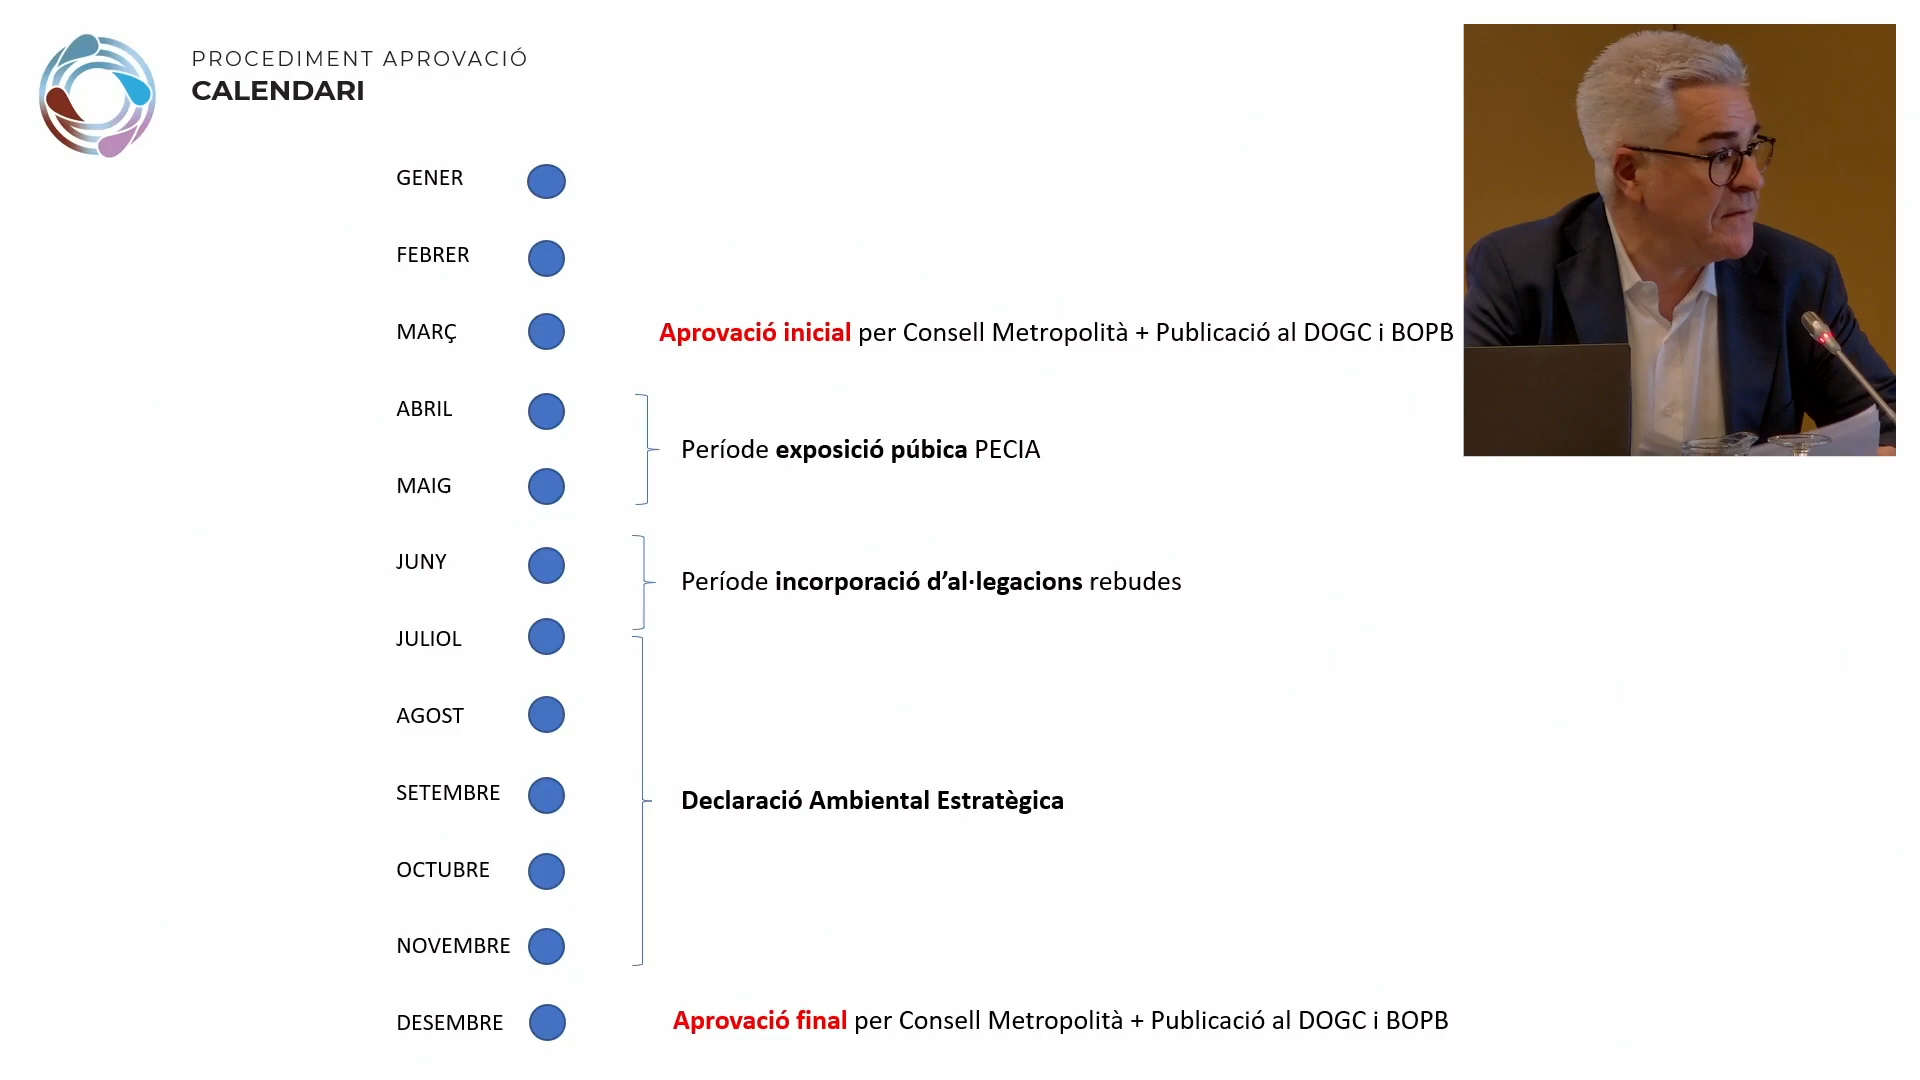 PROCEDIMENT APROVACIÓ
CALENDARI
GENER
FEBRER
MARÇ
Aprovació inicial per Consell Metropolità + Publicació al DOGC i BOPB
ABRIL
Període exposició púbica PECIA
MAIG
JUNY
Període incorporació d’al·legacions rebudes
JULIOL
AGOST
SETEMBRE
Declaració Ambiental Estratègica
OCTUBRE
NOVEMBRE
DESEMBRE
Aprovació final per Consell Metropolità + Publicació al DOGC i BOPB